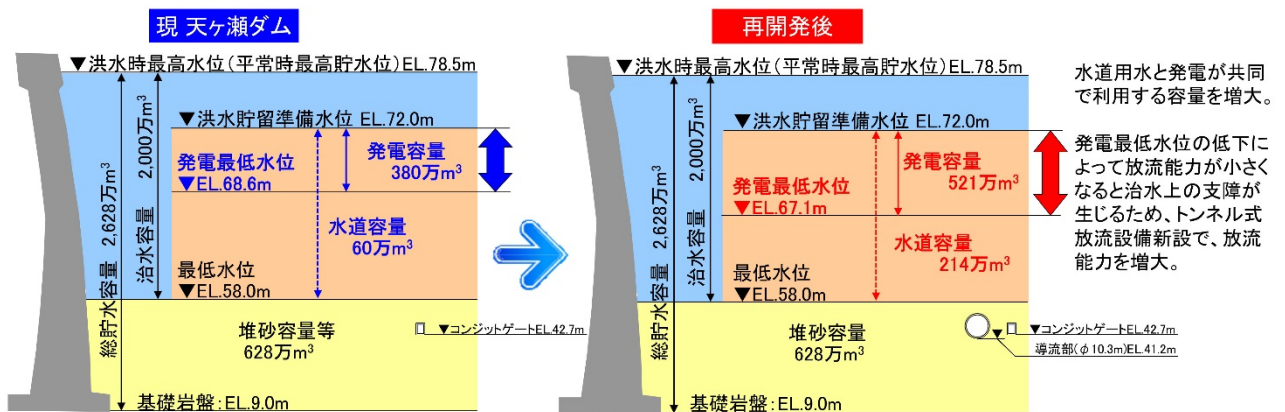 現 天ヶ瀬ダム
▼洪水時最高水位(平常時最高貯水位)EL.78.5m
総貯水容量 2,628万m³
治水容量 2,000万m³
▼洪水貯留準備水位 EL.72.0m
発電最低水位
▼EL.68.6m
発電容量
380万m³
水道容量
60万m³
最低水位
▼EL.58.0m
堆砂容量等
628万m³
▼コンジットゲートEL.42.7m
基礎岩盤:EL.9.0m
再開発後
▼洪水時最高水位(平常時最高貯水位)EL.78.5m
総貯水容量 2,628万m³
治水容量 2,000万m³
▼洪水貯留準備水位 EL.72.0m
発電最低水位
▼EL.67.1m
発電容量
521万m³
水道容量
214万m³
最低水位
▼EL.58.0m
堆砂容量
628万m³
▼コンジットゲートEL.42.7m
導流部(φ10.3m)EL.41.2m
基礎岩盤:EL.9.0m
水道用水と発電が共同
で利用する容量を増大。
発電最低水位の低下に
よって放流能力が小さく
なると治水上の支障が
生じるため、トンネル式
放流設備新設で、放流
能力を増大。